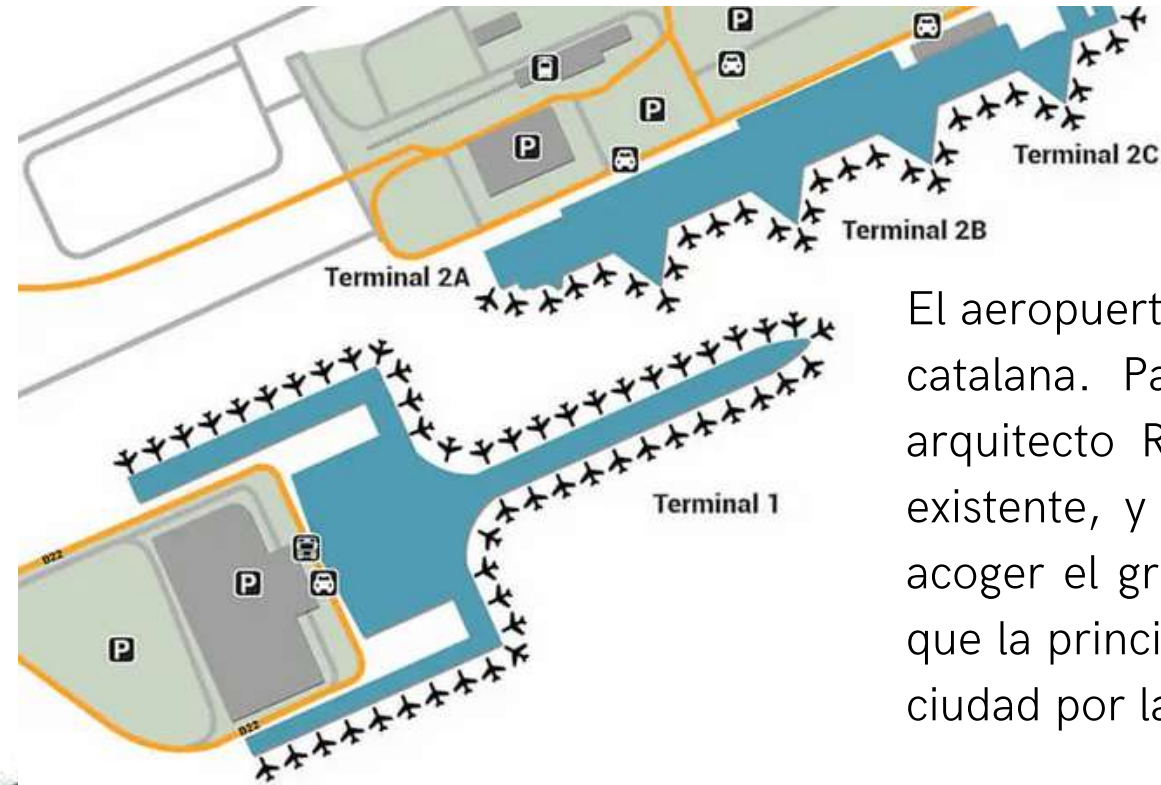 P
P
P
Terminal 2C
Terminal 2B
Terminal 2A
El aeropuert
catalana. Pa
arquitecto R
existente, y
acoger el gr
que la princi
ciudad por la
Terminal 1
B22
P
P
B22